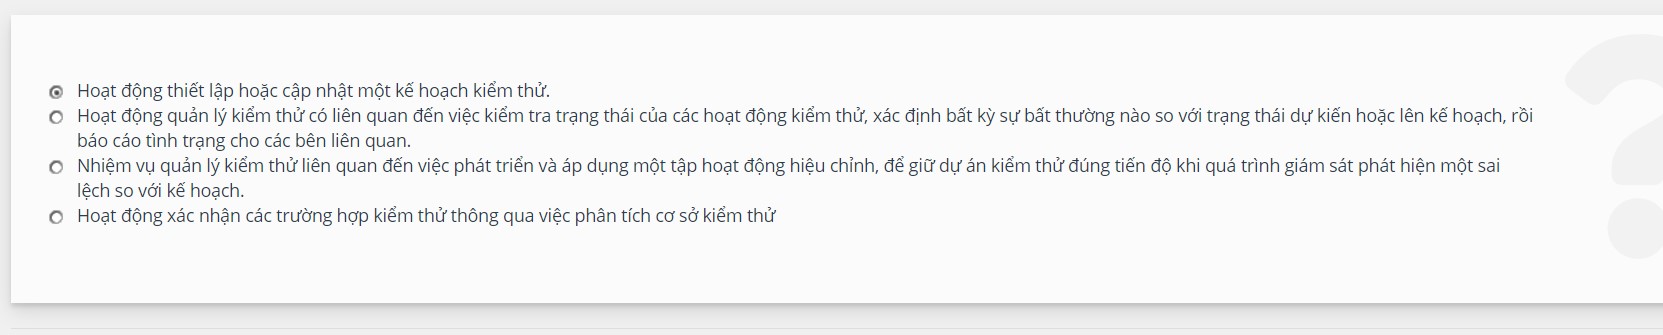 Hoạt động thiết lập hoặc cập nhật một kế hoạch kiểm thử.
Hoạt động quản lý kiểm thử có liên quan đến việc kiểm tra trạng thái của các hoạt động kiểm thử, xác định bất kỳ sự bất thường nào so với trạng thái dự kiến hoặc lên kế hoạch, rồi
báo cáo tình trạng cho các bên liên quan.
Nhiệm vụ quản lý kiểm thử liên quan đến việc phát triển và áp dụng một tập hoạt động hiệu chỉnh, để giữ dự án kiểm thử đúng tiến độ khi quá trình giám sát phát hiện một sai
lệch so với kế hoạch.
Hoạt động xác nhận các trường hợp kiểm thử thông qua việc phân tích cơ sở kiểm thử